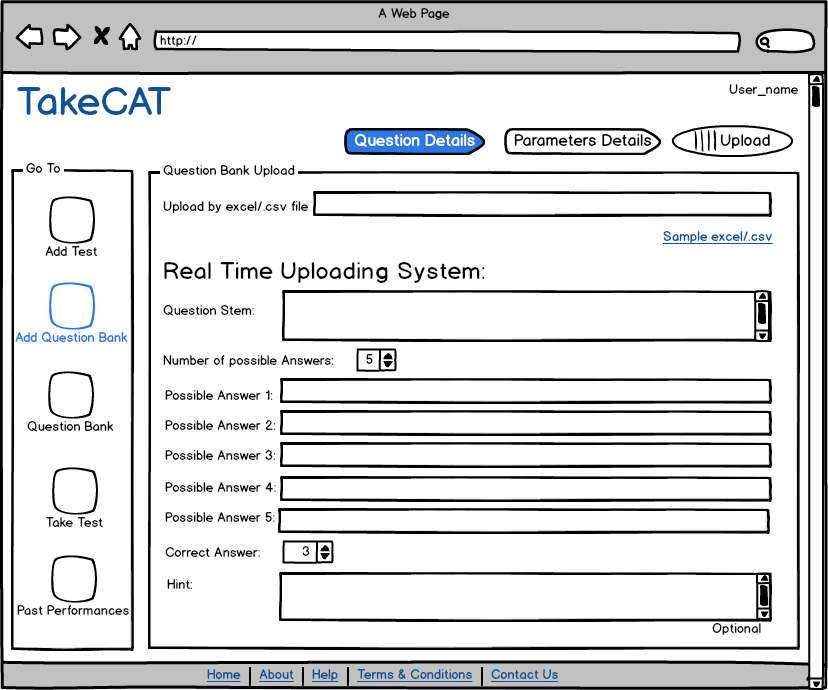 A Web Page
http://
TakeCAT
User_name
Question Details
Parameters Details
Upload
Go To
Add Test
Add Question Bank
Question Bank
Take Test
Past Performances
Question Bank Upload
Upload by excel/.csv file
Sample excel/.csv
Real Time Uploading System:
Question Stem:
Number of possible Answers: 5
Possible Answer 1:
Possible Answer 2:
Possible Answer 3:
Possible Answer 4:
Possible Answer 5:
Correct Answer: 3
Hint:
Optional
Home | About | Help | Terms & Conditions | Contact Us